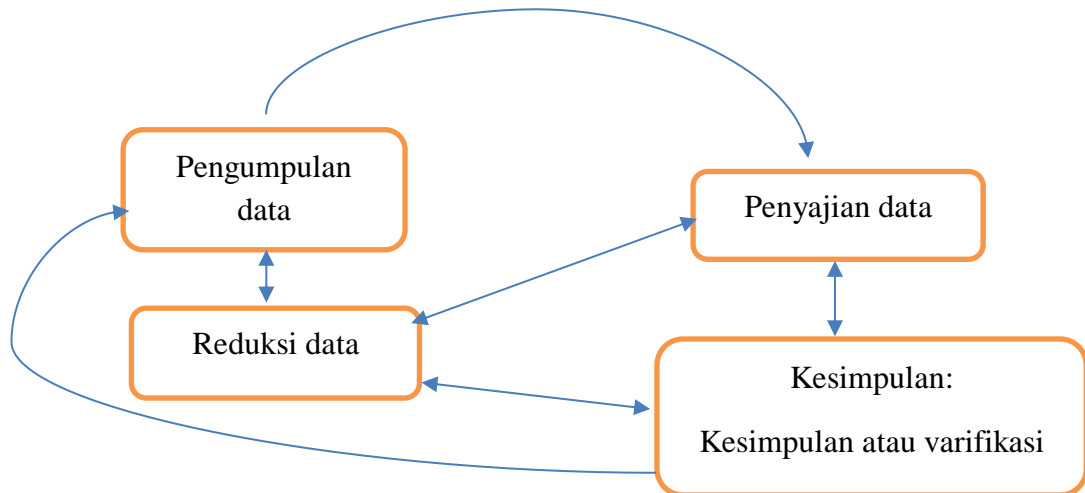 Pengumpulan
data
Penyajian data
Reduksi data
Kesimpulan:
Kesimpulan atau varifikasi